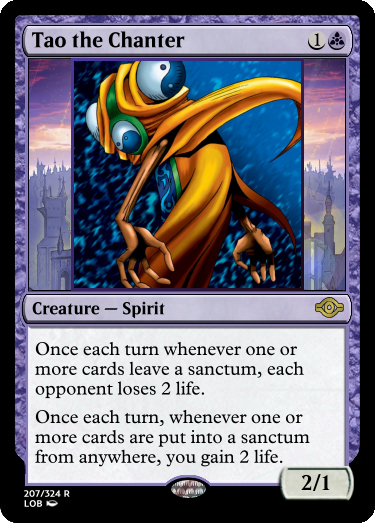 Tao the Chanter
1
Creature — Spirit
Once each turn whenever one or
more cards leave a sanctum, each
opponent loses 2 life.
Once each turn, whenever one or
more cards are put into a sanctum
from anywhere, you gain 2 life.
2/1
207/324 R
LOB